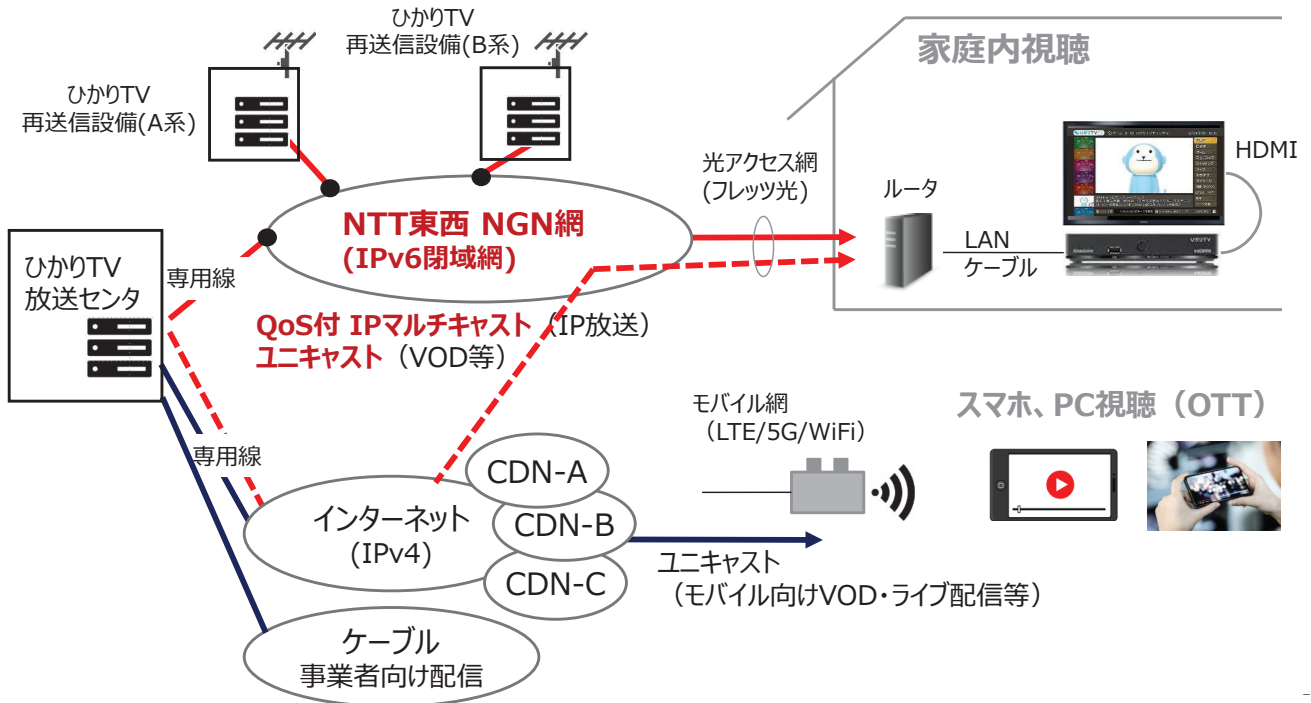 ひかりTV
再送信設備(B系)
ひかりTV
再送信設備(A系)
家庭内視聴
HDMI
光アクセス網
(フレッツ光)
ルータ
LAN
ケーブル
NTT東西 NGN網
(IPv6閉域網)
ひかりTV
放送センタ
専用線
QoS付 IPマルチキャスト（IP放送）
ユニキャスト（VOD等）
専用線
モバイル網
（LTE/5G/WiFi）
スマホ、PC視聴（OTT）
CDN-A
インターネット
(IPv4)
CDN-B
CDN-C
ユニキャスト
（モバイル向けVOD・ライブ配信等）
ケーブル
事業者向け配信